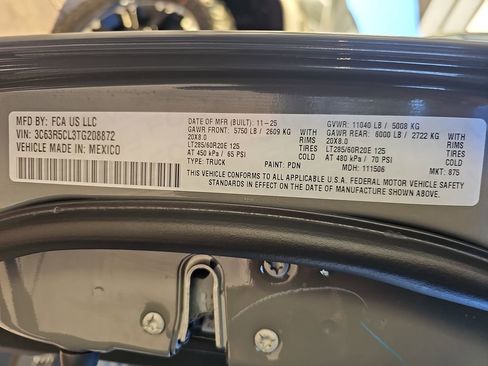 MFD BY: FCA US LLC
VIN: 3C63R5CL3TG208872
VEHICLE MADE IN: MEXICO
DATE OF MFR (BUILT): 11-25
GAWR FRONT: 5750 LB / 2609 KG
20X8.0
LT285/60R20E 125
AT 450 kPa / 65 PSI
TYPE: TRUCK
WITH
RIMS
TIRES
COLD
PAINT: PDN
GVWR: 11040 LB / 5008 KG
GAWR REAR: 6000 LB / 2722 KG
20X8.0
LT285/60R20E 125
AT 480 kPa / 70 PSI
MDH: 111506
WITH
RIMS
TIRES
COLD
MKT: 875
THIS VEHICLE CONFORMS TO ALL APPLICABLE U.S.A. FEDERAL MOTOR VEHICLE SAFETY
STANDARDS IN EFFECT ON THE DATE OF MANUFACTURE SHOWN ABOVE.